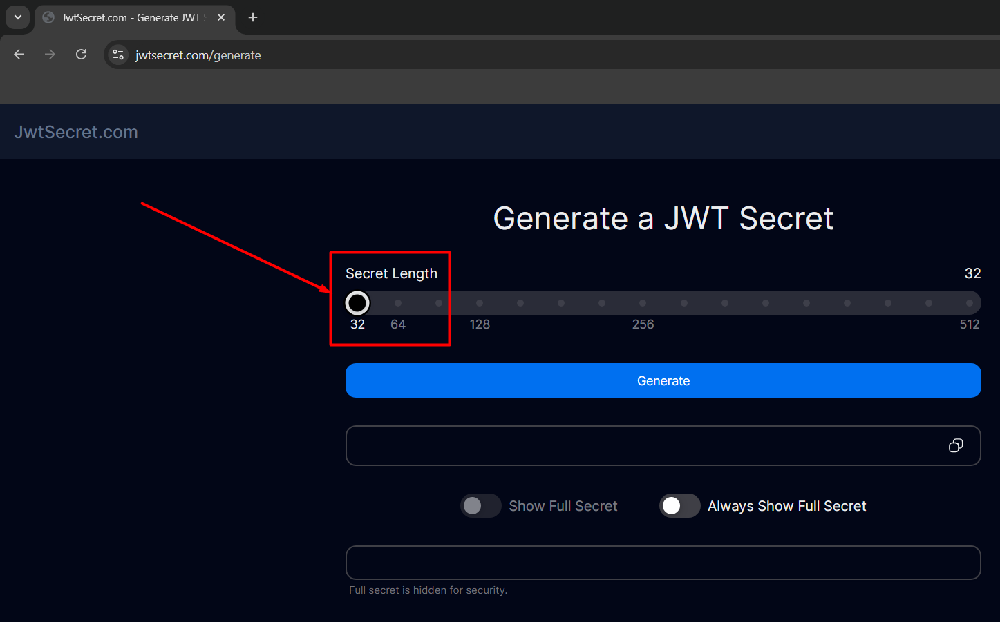 JwtSecret.com - Generate JWT
jwtsecret.com/generate
JwtSecret.com
Generate a JWT Secret
Secret Length 32
32 64 128 256 512
Generate
Show Full Secret Always Show Full Secret
Full secret is hidden for security.